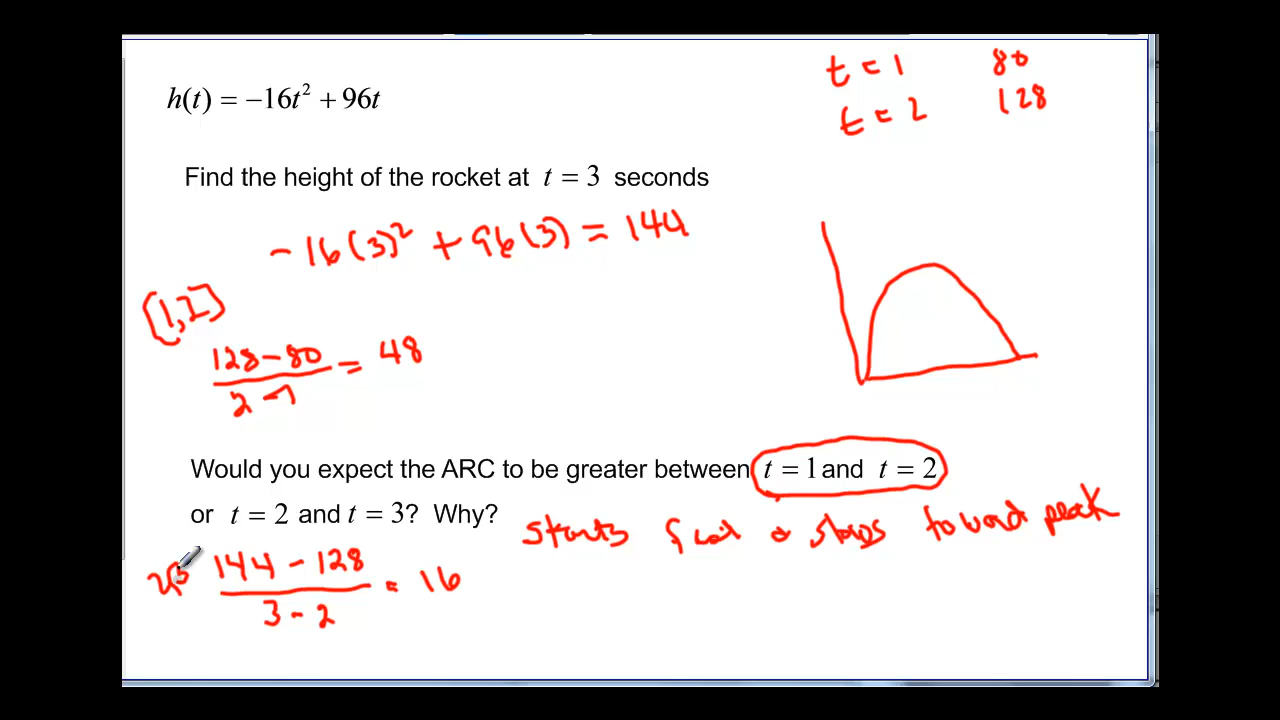 h(t) = −16t² + 96t
t = 1 80
t = 2 128
Find the height of the rocket at t = 3 seconds
-16(3)² + 96(3) = 144
[1,2]
128-80
2-1
= 48
Would you expect the ARC to be greater between t = 1 and t = 2
or t = 2 and t = 3? Why?
starts fast & slows toward peak
144 - 128
3 - 2
= 16